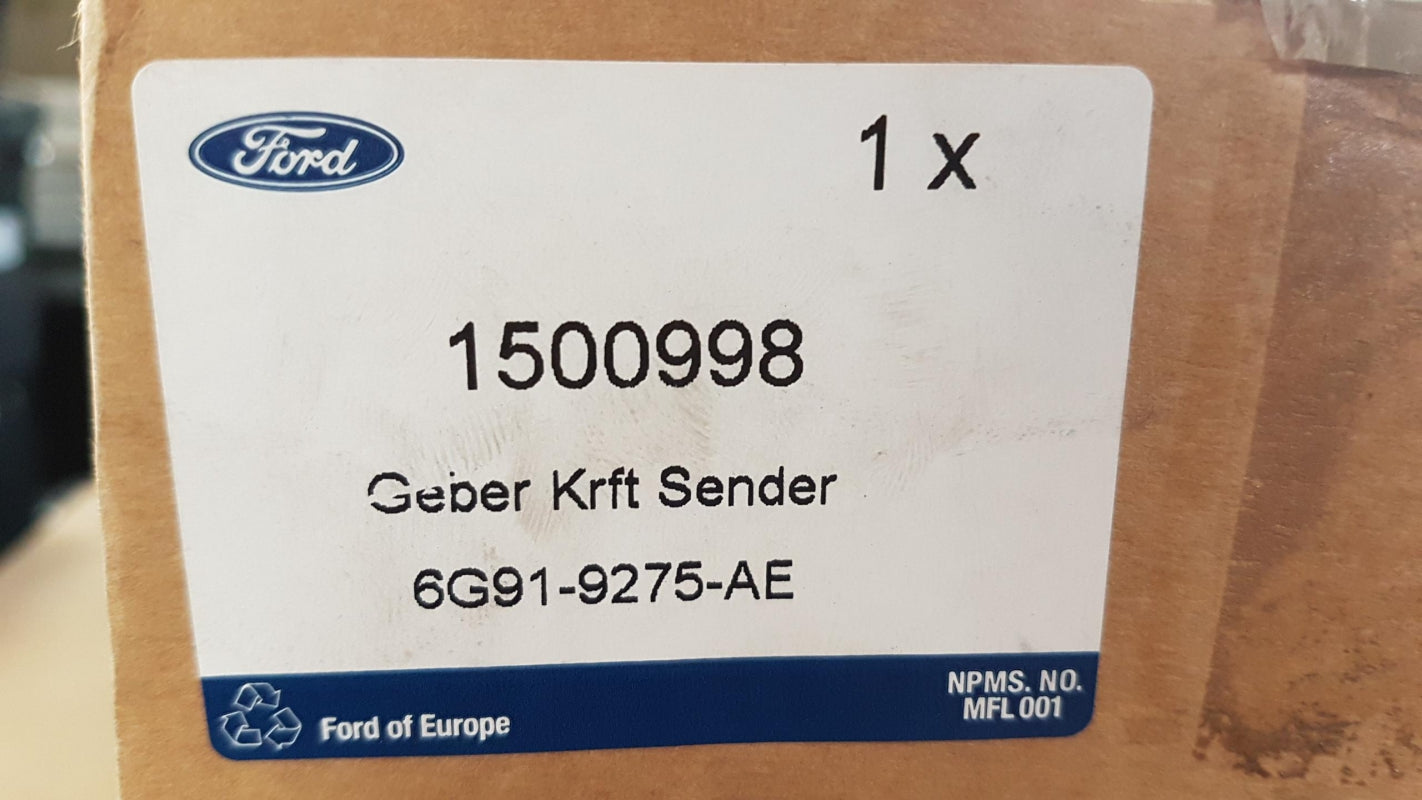 Ford
1 x
1500998
Geber Krft Sender
6G91-9275-AE
NPMS. NO.
MFL 001
Ford of Europe